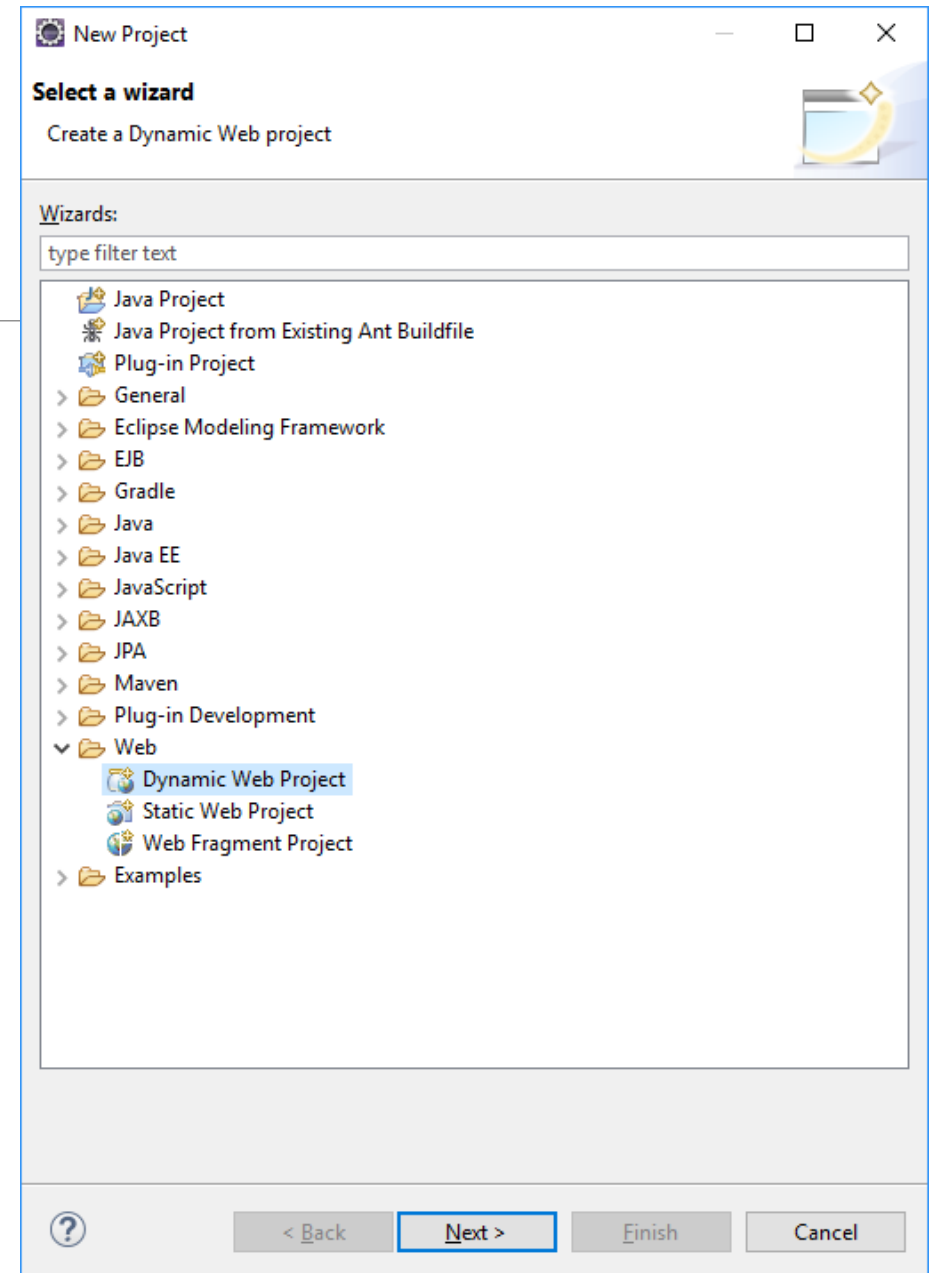 New Project
Select a wizard
Create a Dynamic Web project
Wizards:
type filter text
Java Project
Java Project from Existing Ant Buildfile
Plug-in Project
General
Eclipse Modeling Framework
EJB
Gradle
Java
Java EE
JavaScript
JAXB
JPA
Maven
Plug-in Development
Web
Dynamic Web Project
Static Web Project
Web Fragment Project
Examples
? < Back Next > Finish Cancel